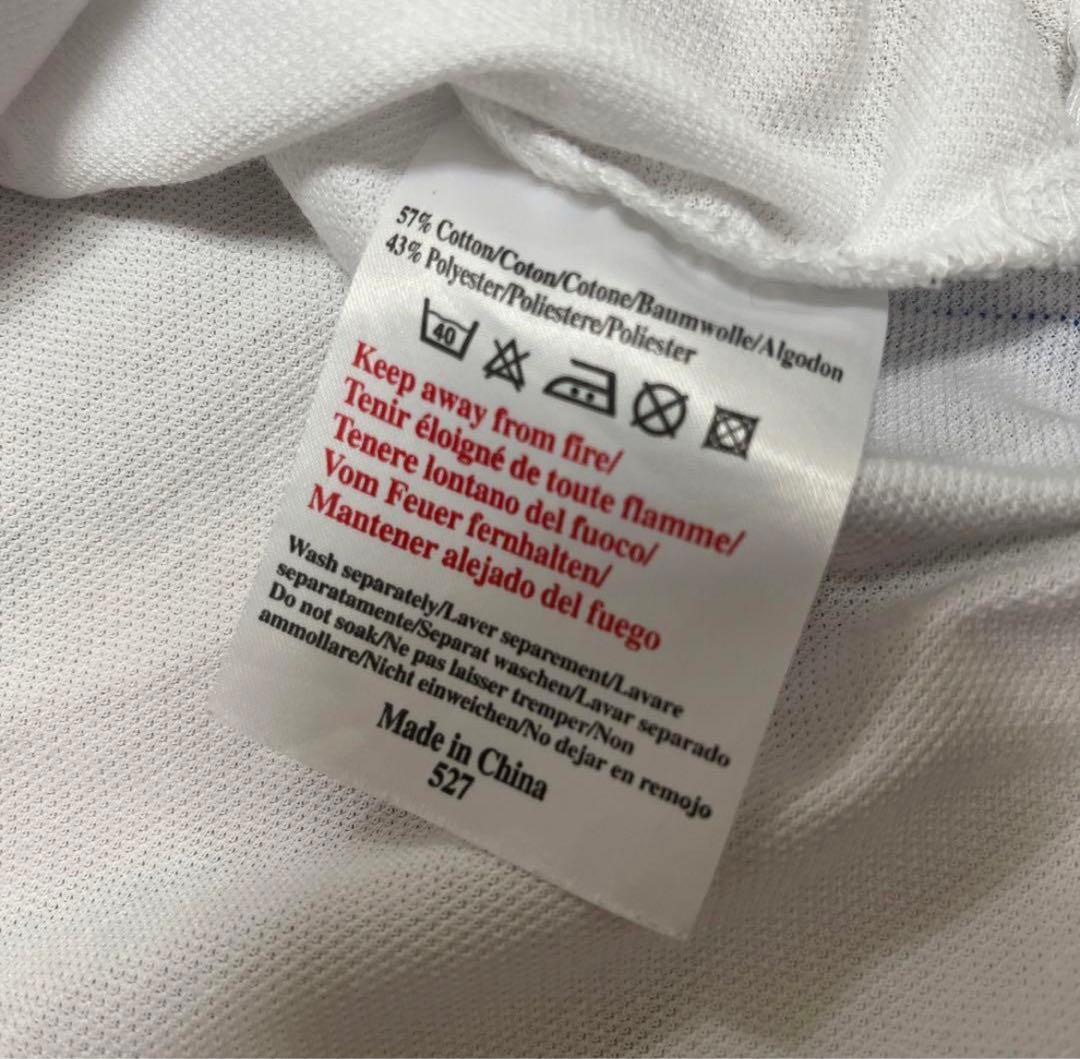 57% Cotton/Coton/Cotone/Baumwolle/Algodon
43% Polyester/Poliestere/Poliester
40
Keep away from fire/
Tenir éloigné de toute flamme/
Tenere lontano del fuoco/
Vom Feuer fernhalten/
Mantener alejado del fuego
Wash separately/Laver separement/Lavare
separatamente/Separat waschen/Lavar separado
Do not soak/Ne pas laisser tremper/Non
ammollare/Nicht einweichen/No dejar en remojo
Made in China
527